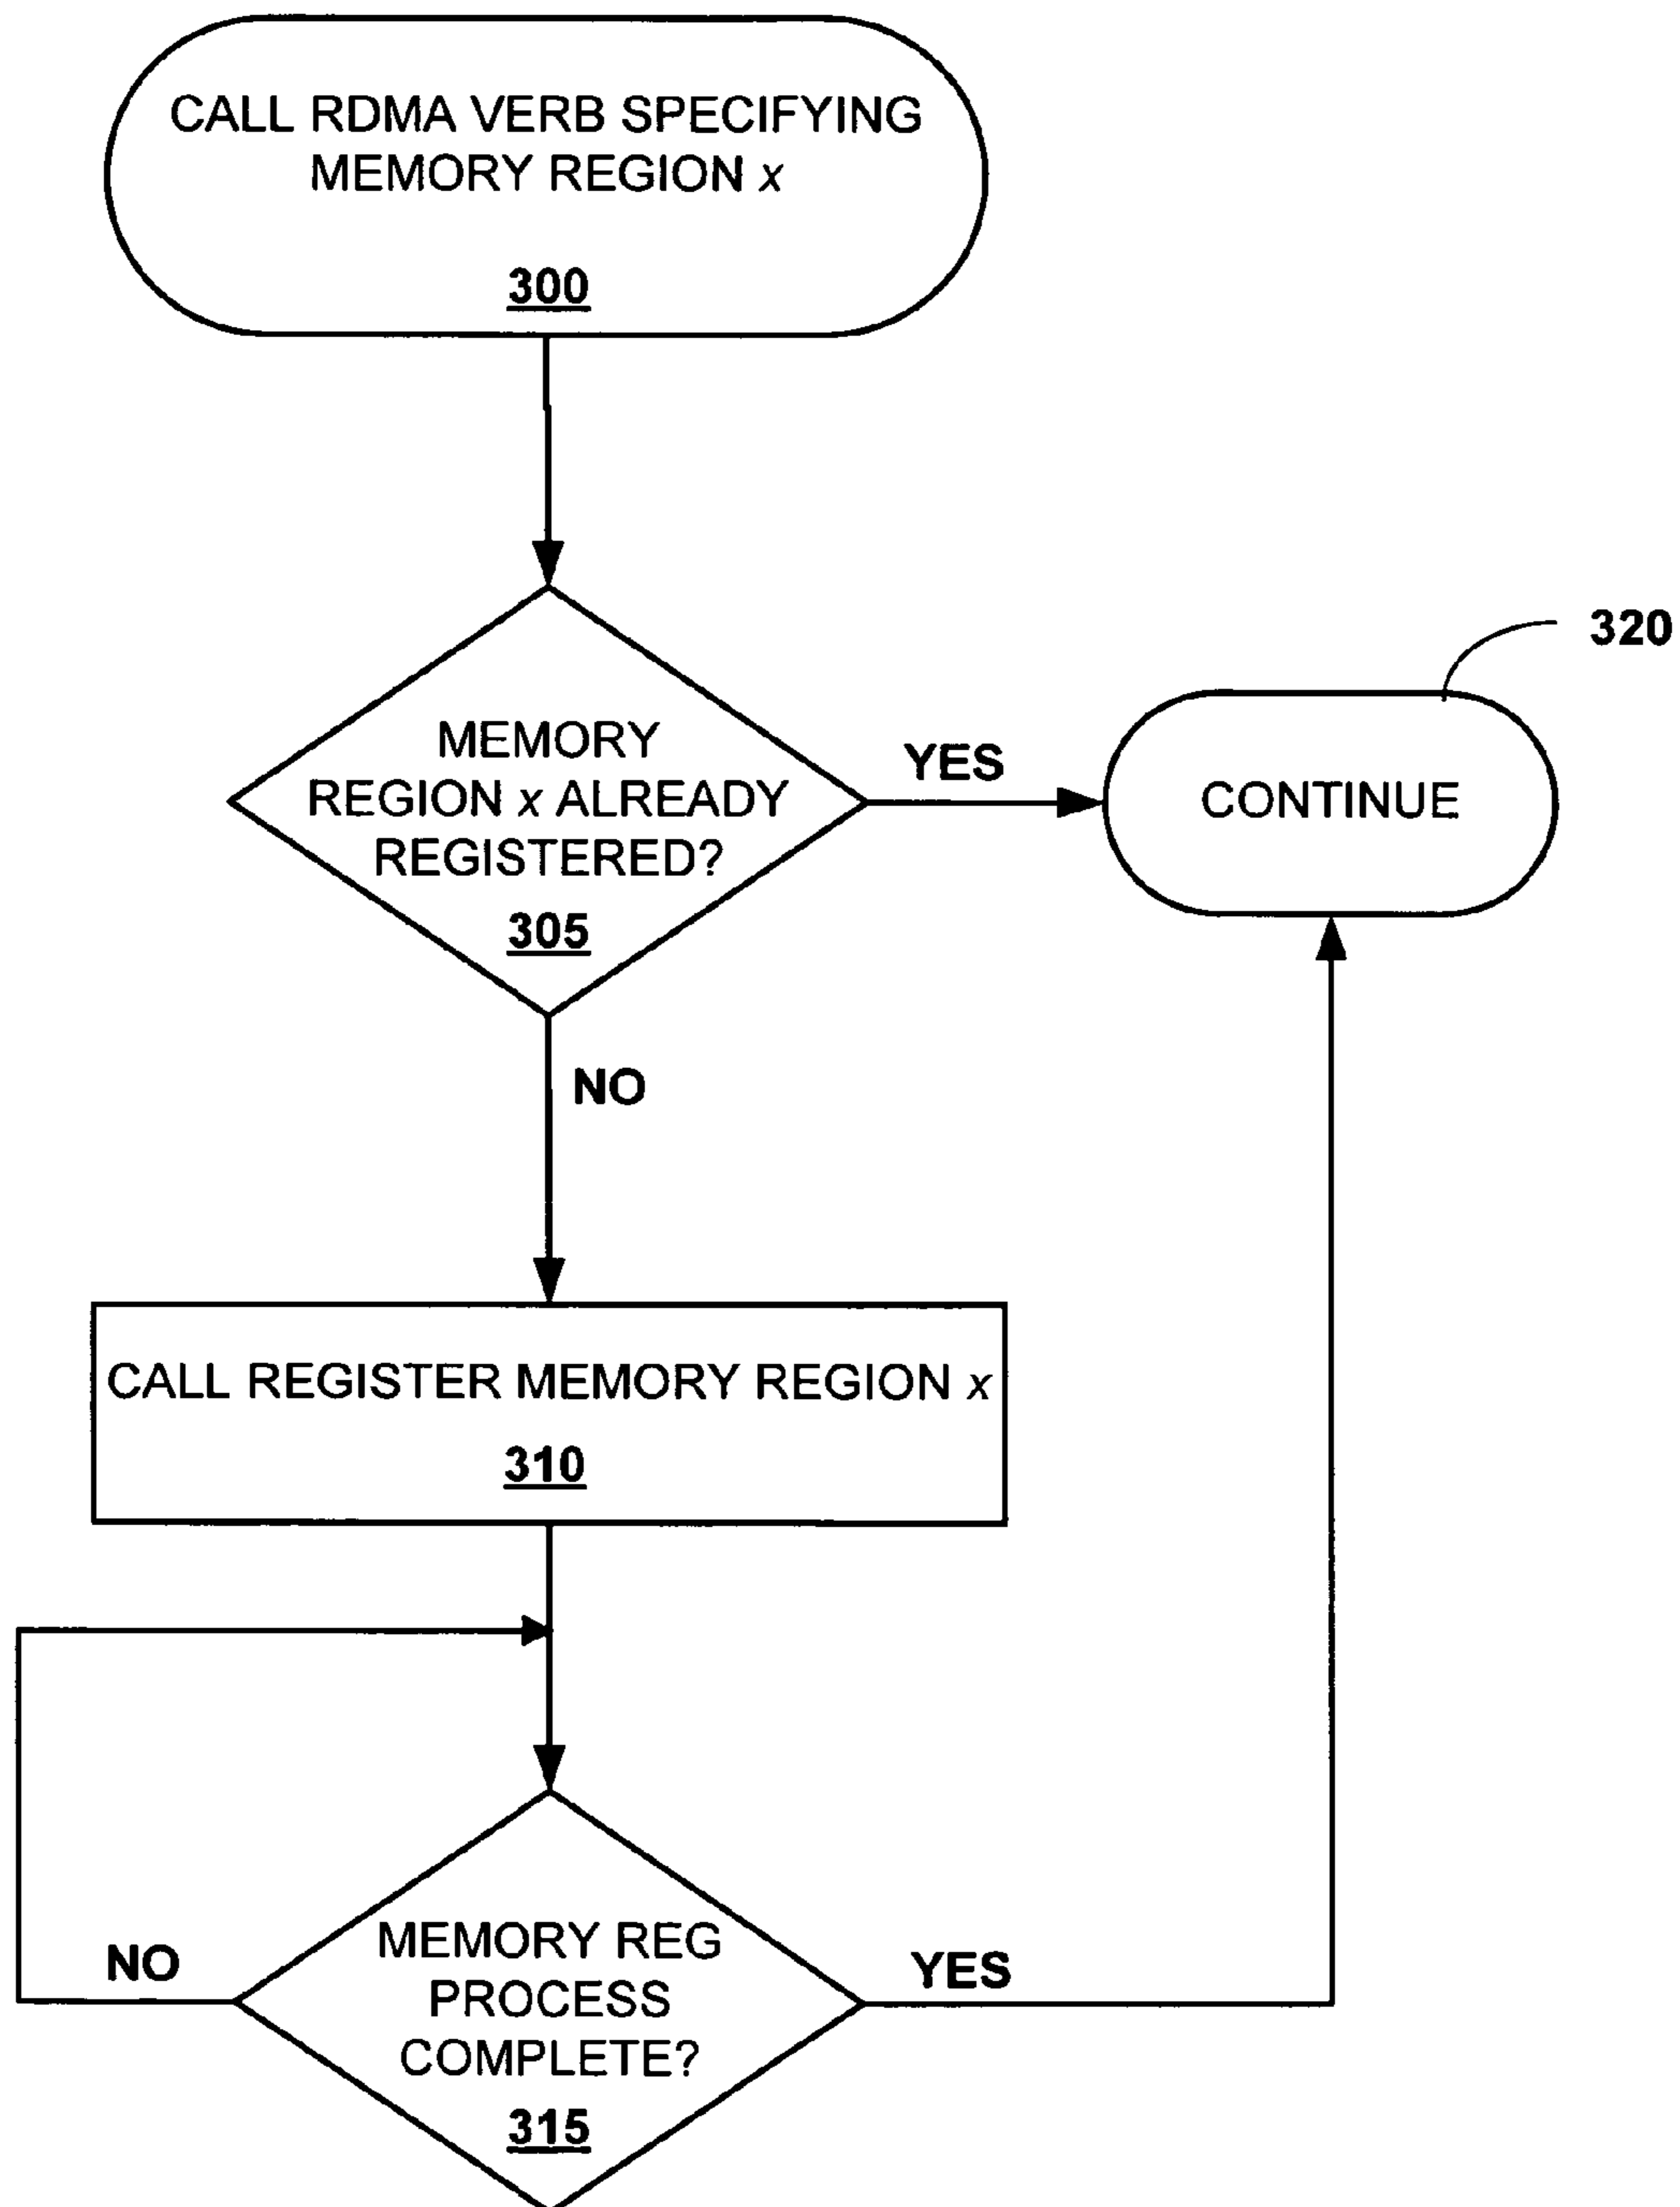 CALL RDMA VERB SPECIFYING
MEMORY REGION x
300
MEMORY
REGION x ALREADY
REGISTERED?
305
YES
320
CONTINUE
NO
CALL REGISTER MEMORY REGION x
310
NO
MEMORY REG
PROCESS
COMPLETE?
315
YES